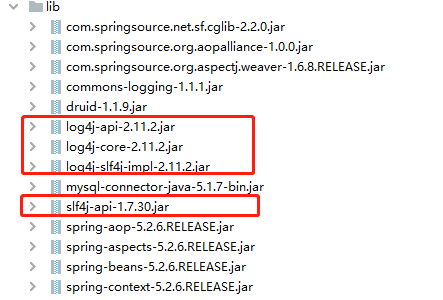 lib
com.springsource.net.sf.cglib-2.2.0.jar
com.springsource.org.aopalliance-1.0.0.jar
com.springsource.org.aspectj.weaver-1.6.8.RELEASE.jar
commons-logging-1.1.1.jar
druid-1.1.9.jar
log4j-api-2.11.2.jar
log4j-core-2.11.2.jar
log4j-slf4j-impl-2.11.2.jar
mysql-connector-java-5.1.7-bin.jar
slf4j-api-1.7.30.jar
spring-aop-5.2.6.RELEASE.jar
spring-aspects-5.2.6.RELEASE.jar
spring-beans-5.2.6.RELEASE.jar
spring-context-5.2.6.RELEASE.jar